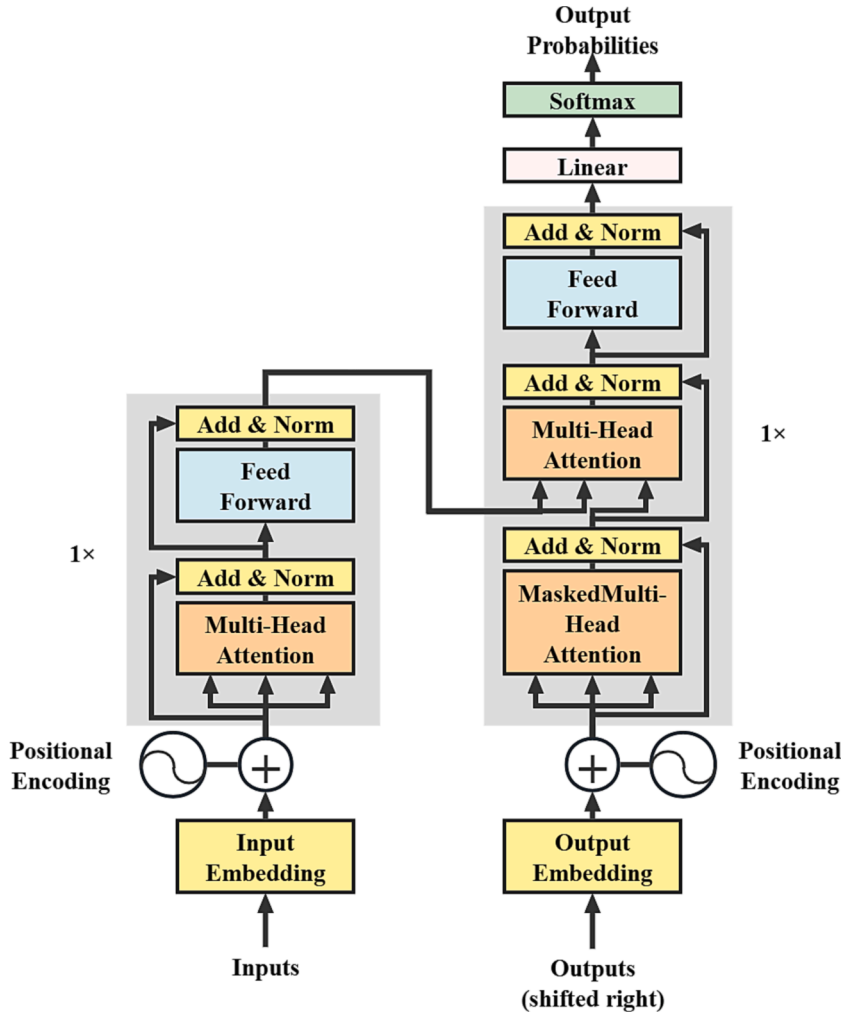 Output
Probabilities
Softmax
Linear
Add & Norm
Feed
Forward
Add & Norm
Multi-Head
Attention
1×
Add & Norm
MaskedMulti-
Head
Attention
Add & Norm
Feed
Forward
1×
Add & Norm
Multi-Head
Attention
Positional
Encoding
Positional
Encoding
Input
Embedding
Output
Embedding
Inputs
Outputs
(shifted right)